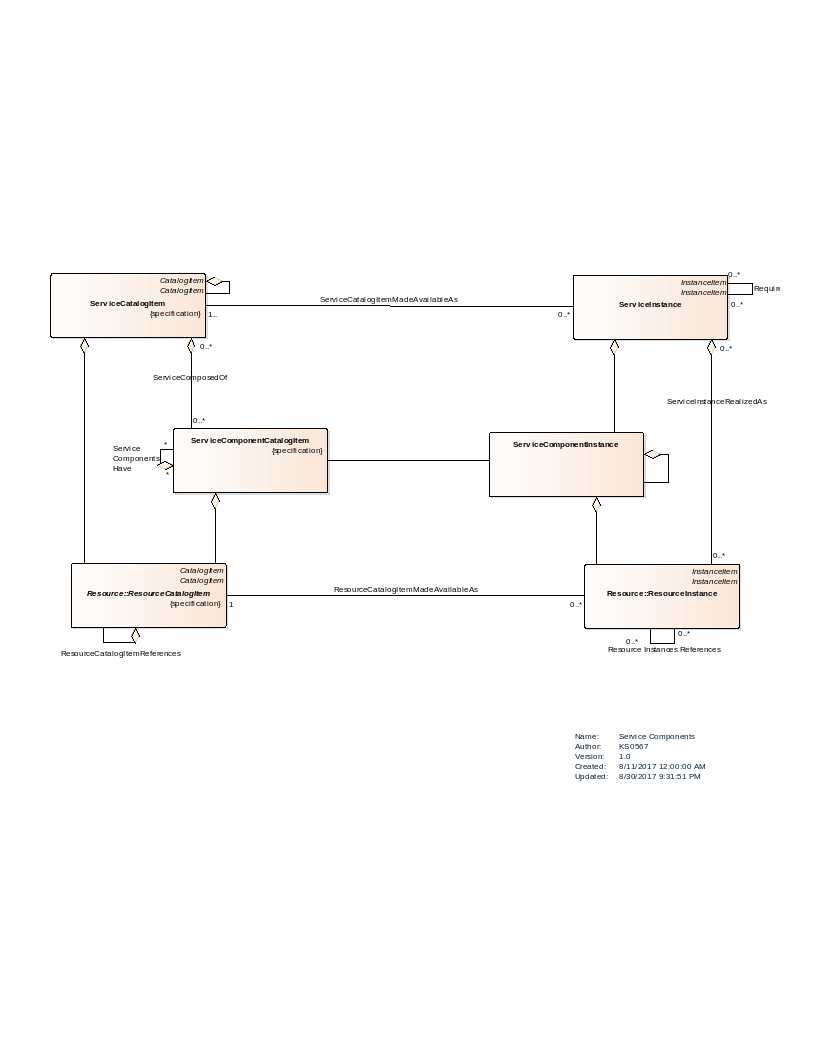 CatalogItem
CatalogItem
ServiceCatalogItem
{specification}
1..
0..*
ServiceCatalogItemMadeAvailableAs
0..*
0..*
InstanceItem
InstanceItem
ServiceInstance
0..*
0..*
ServiceComposedOf
ServiceInstanceRealizedAs
0..*
ServiceComponentCatalogItem
{specification}
Service
Components
Have
*
*
ServiceComponentInstance
0..*
CatalogItem
CatalogItem
Resource::ResourceCatalogItem
{specification}
1
ResourceCatalogItemMadeAvailableAs
0..*
InstanceItem
InstanceItem
Resource::ResourceInstance
0..*
0..*
ResourceCatalogItemReferences
Resource Instances References
Name: Service Components
Author: KS0567
Version: 1.0
Created: 8/11/2017 12:00:00 AM
Updated: 8/30/2017 9:31:51 PM